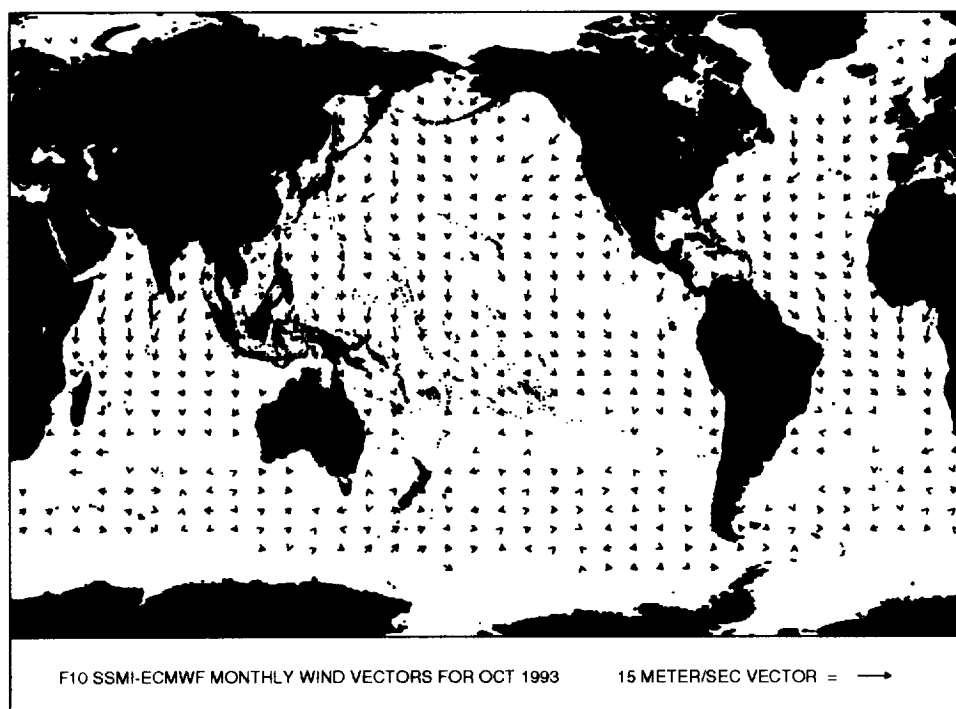 F10 SSMI-ECMWF MONTHLY WIND VECTORS FOR OCT 1993 15 METER/SEC VECTOR =